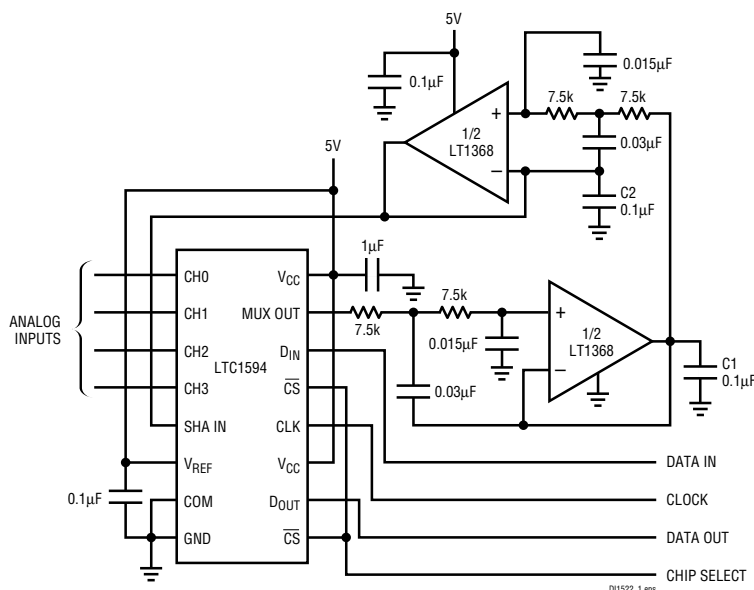 5V
0.1µF
0.015µF
7.5k
7.5k
+
1/2
LT1368
–
0.03µF
C2
0.1µF
5V
1µF
ANALOG
INPUTS
CH0
CH1
CH2
CH3
SHA IN
VREF
COM
GND
LTC1594
VCC
MUX OUT
DIN
CS
CLK
VCC
DOUT
CS
7.5k
7.5k
0.015µF
0.03µF
+
1/2
LT1368
–
C1
0.1µF
0.1µF
DATA IN
CLOCK
DATA OUT
CHIP SELECT
DI1522_1.eps